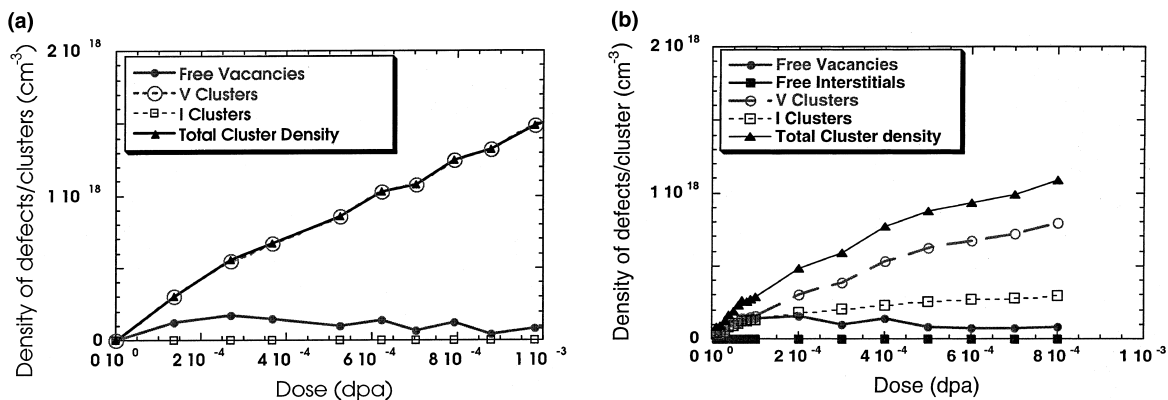 (a)
2 10 18
Density of defects/clusters (cm-3)
Free Vacancies
V Clusters
I Clusters
Total Cluster Density
1 10 18
0
0 10 0
2 10 -4
4 10 -4
6 10 -4
8 10 -4
1 10 -3
Dose (dpa)
(b)
2 10 18
Density of defects/cluster (cm-3)
Free Vacancies
Free Interstitials
V Clusters
I Clusters
Total Cluster density
1 10 18
0
0 10 0
2 10 -4
4 10 -4
6 10 -4
8 10 -4
1 10 -3
Dose (dpa)